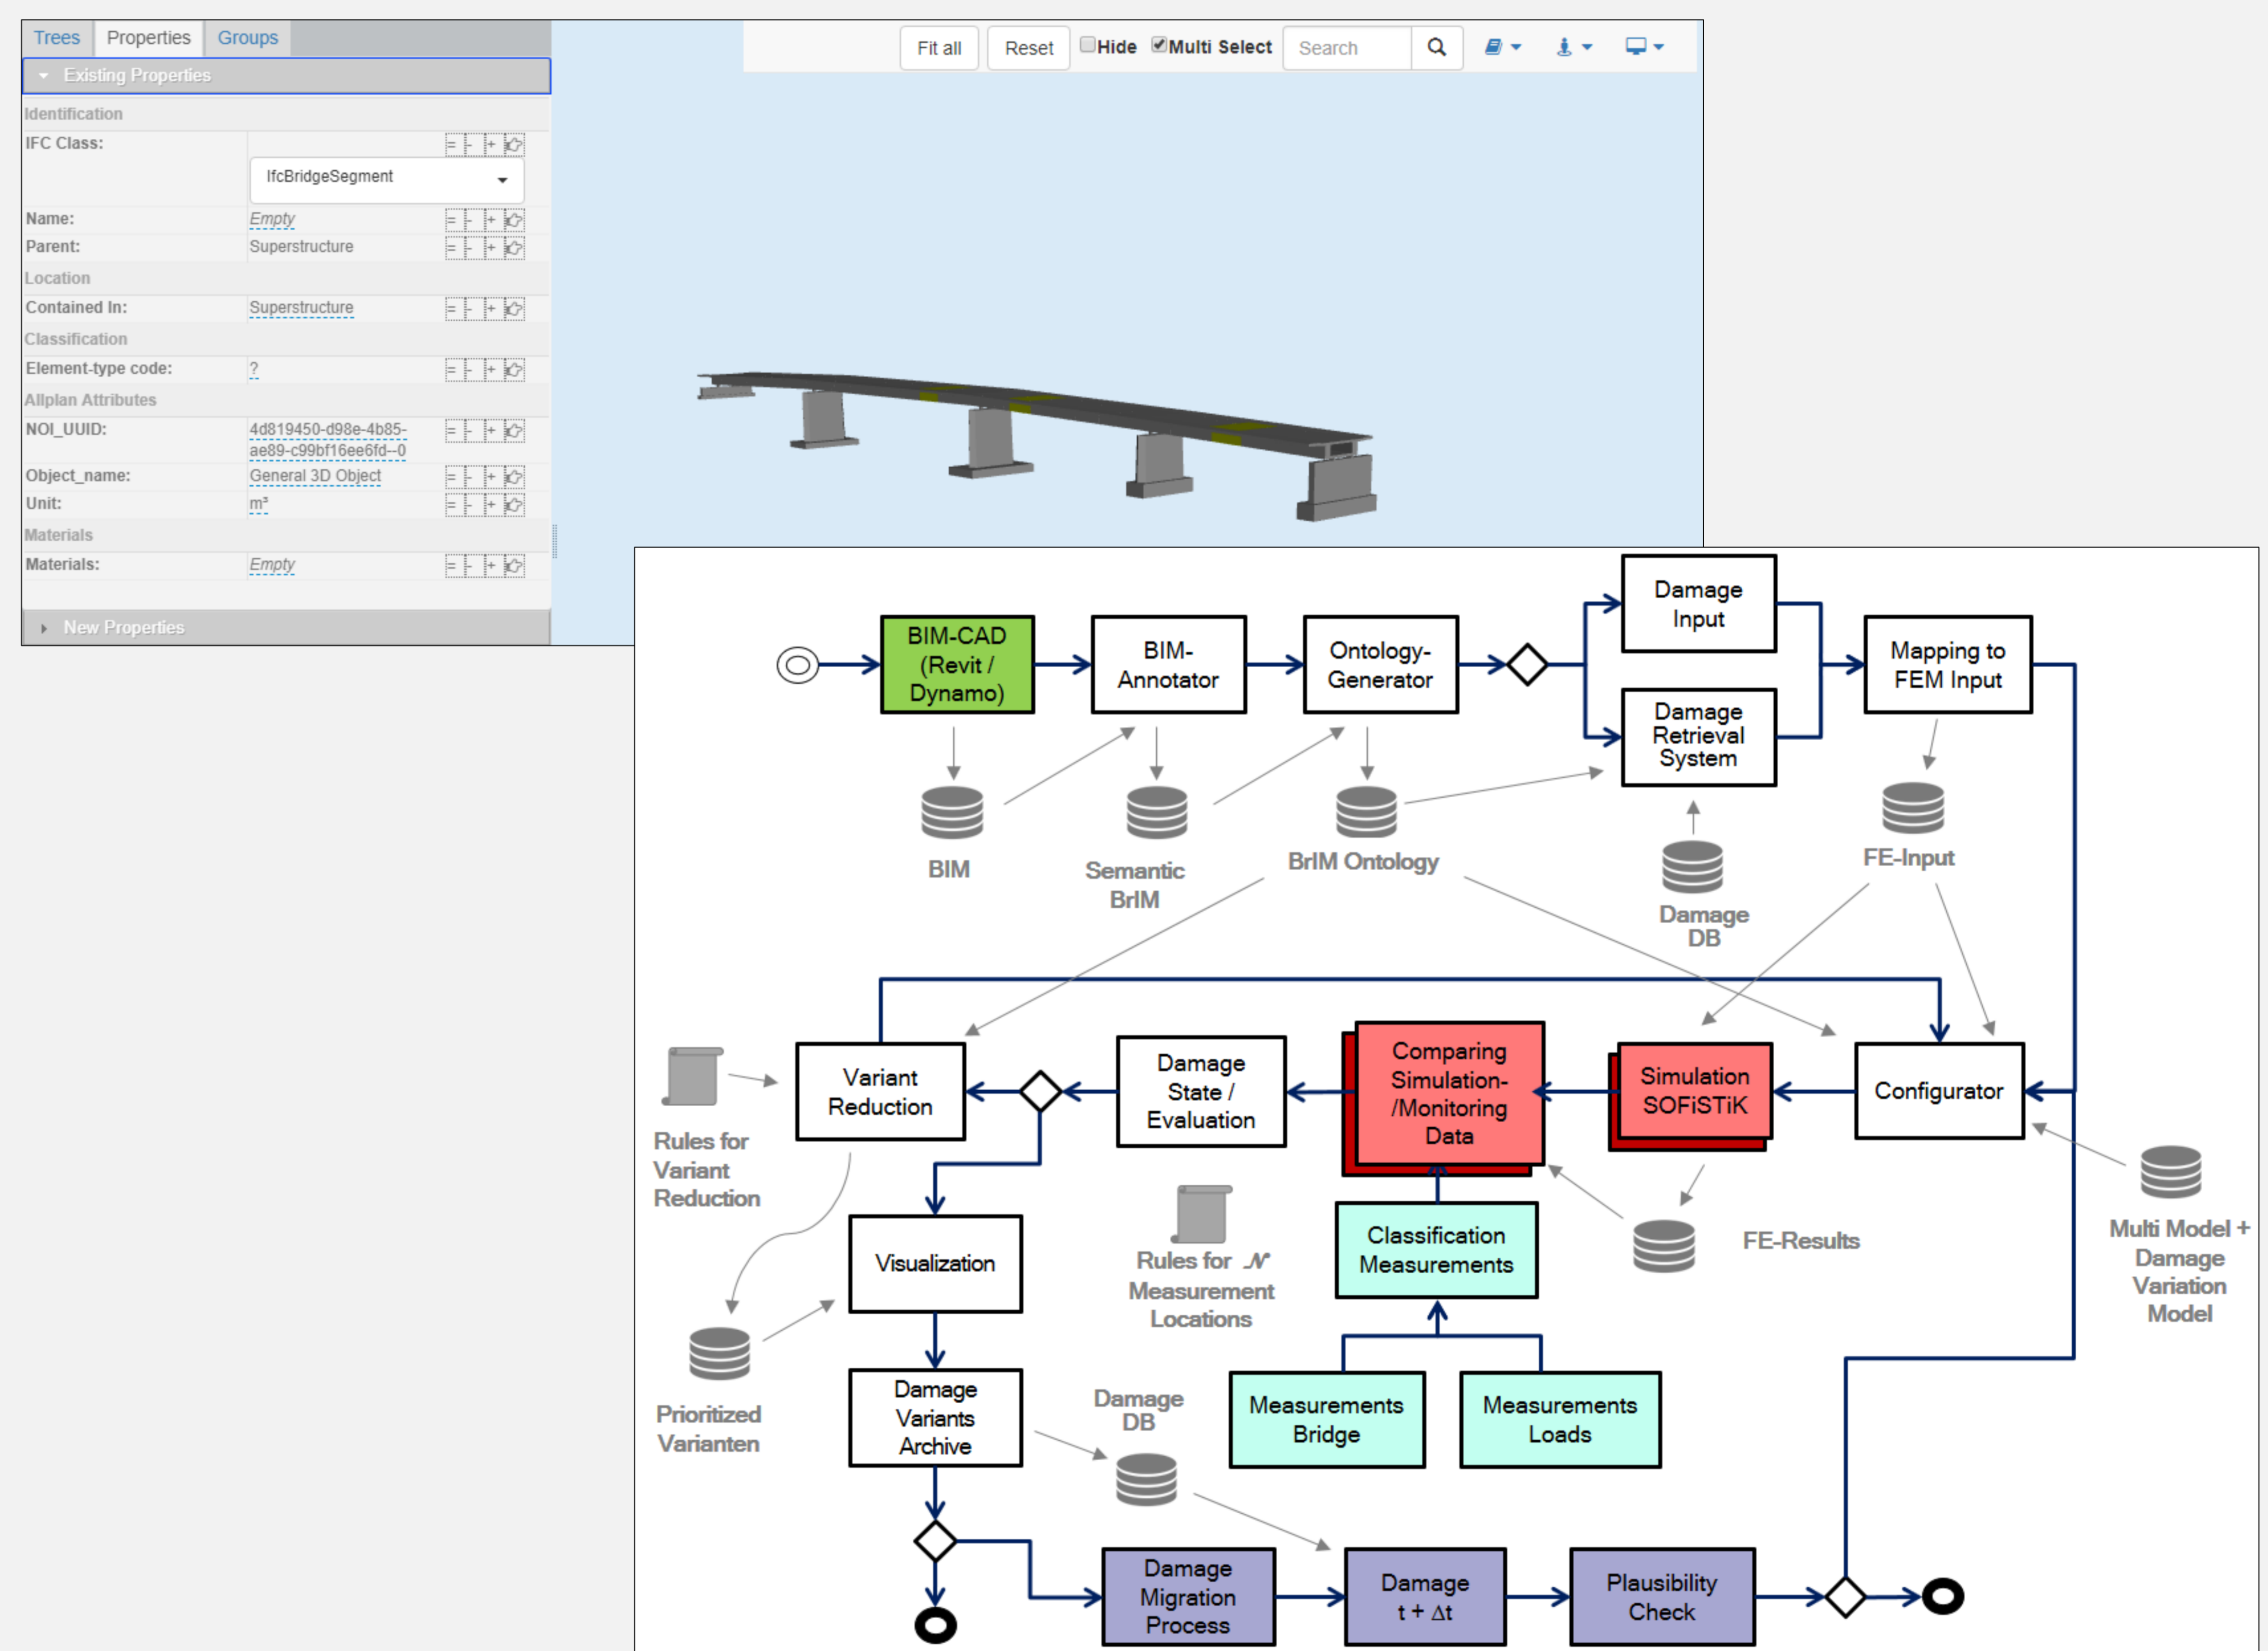 Trees Properties Groups
Fit all Reset Hide Multi Select Search
Existing Properties
Identification
IFC Class:
IfcBridgeSegment
Name: Empty
Parent: Superstructure
Location
Contained In: Superstructure
Classification
Element-type code: ?
Allplan Attributes
NOI_UUID: 4d819450-d98e-4b85-
ae89-c99bf16ee6fd--0
Object_name: General 3D Object
Unit: m³
Materials
Materials: Empty
New Properties
BIM-CAD
(Revit /
Dynamo)
BIM-
Annotator
Ontology-
Generator
Damage
Input
Damage
Retrieval
System
Mapping to
FEM Input
BIM
Semantic
BrIM
BrIM Ontology
Damage
DB
FE-Input
Rules for
Variant
Reduction
Variant
Reduction
Damage
State /
Evaluation
Comparing
Simulation-
/Monitoring
Data
Simulation
SOFiSTiK
Configurator
Visualization
Rules for 𝒩
Measurement
Locations
Classification
Measurements
FE-Results
Multi Model +
Damage
Variation
Model
Prioritized
Varianten
Damage
Variants
Archive
Damage
DB
Measurements
Bridge
Measurements
Loads
Damage
Migration
Process
Damage
t + Δt
Plausibility
Check